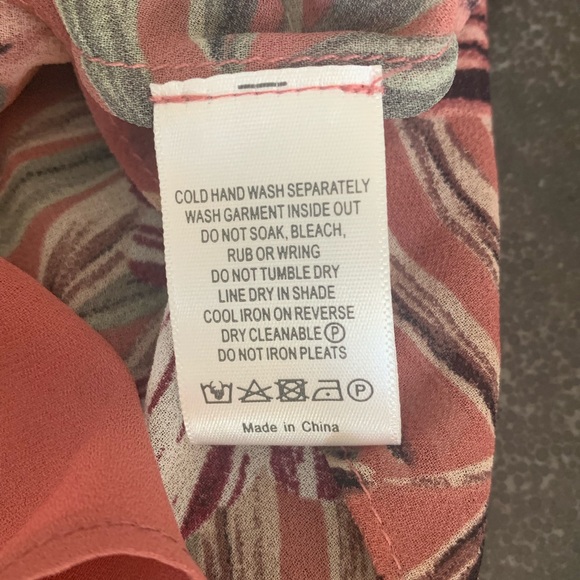 COLD HAND WASH SEPARATELY
WASH GARMENT INSIDE OUT
DO NOT SOAK, BLEACH,
RUB OR WRING
DO NOT TUMBLE DRY
LINE DRY IN SHADE
COOL IRON ON REVERSE
DRY CLEANABLE Ⓟ
DO NOT IRON PLEATS
Ⓟ
Made in China